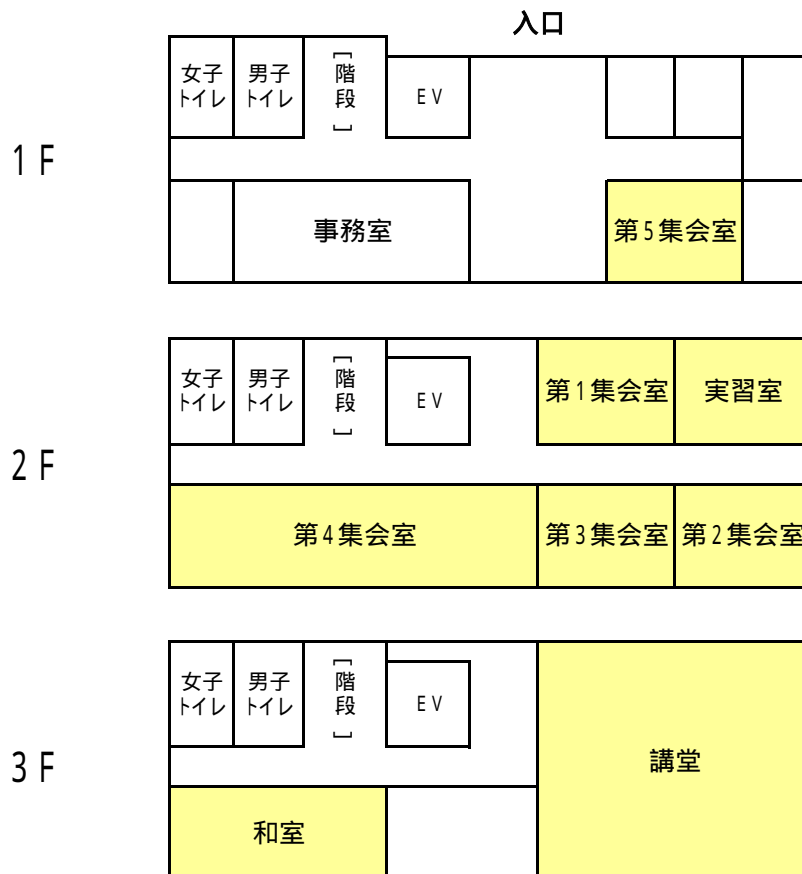 入口
女子
トイレ
男子
トイレ
［階段］
EV
1F
事務室
第5集会室
女子
トイレ
男子
トイレ
［階段］
EV
第1集会室
実習室
2F
第4集会室
第3集会室
第2集会室
女子
トイレ
男子
トイレ
［階段］
EV
講堂
3F
和室